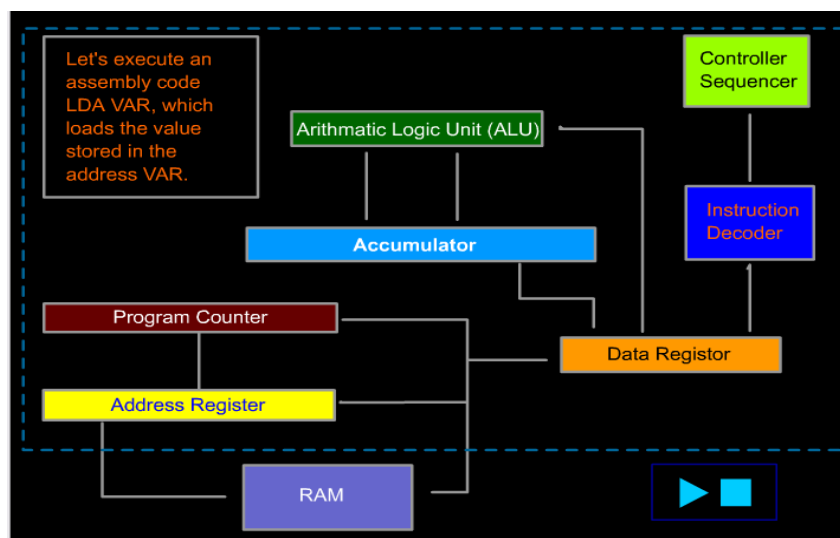 Let's execute an
assembly code
LDA VAR, which
loads the value
stored in the
address VAR.
Controller
Sequencer
Arithmatic Logic Unit (ALU)
Instruction
Decoder
Accumulator
Program Counter
Data Registor
Address Register
RAM